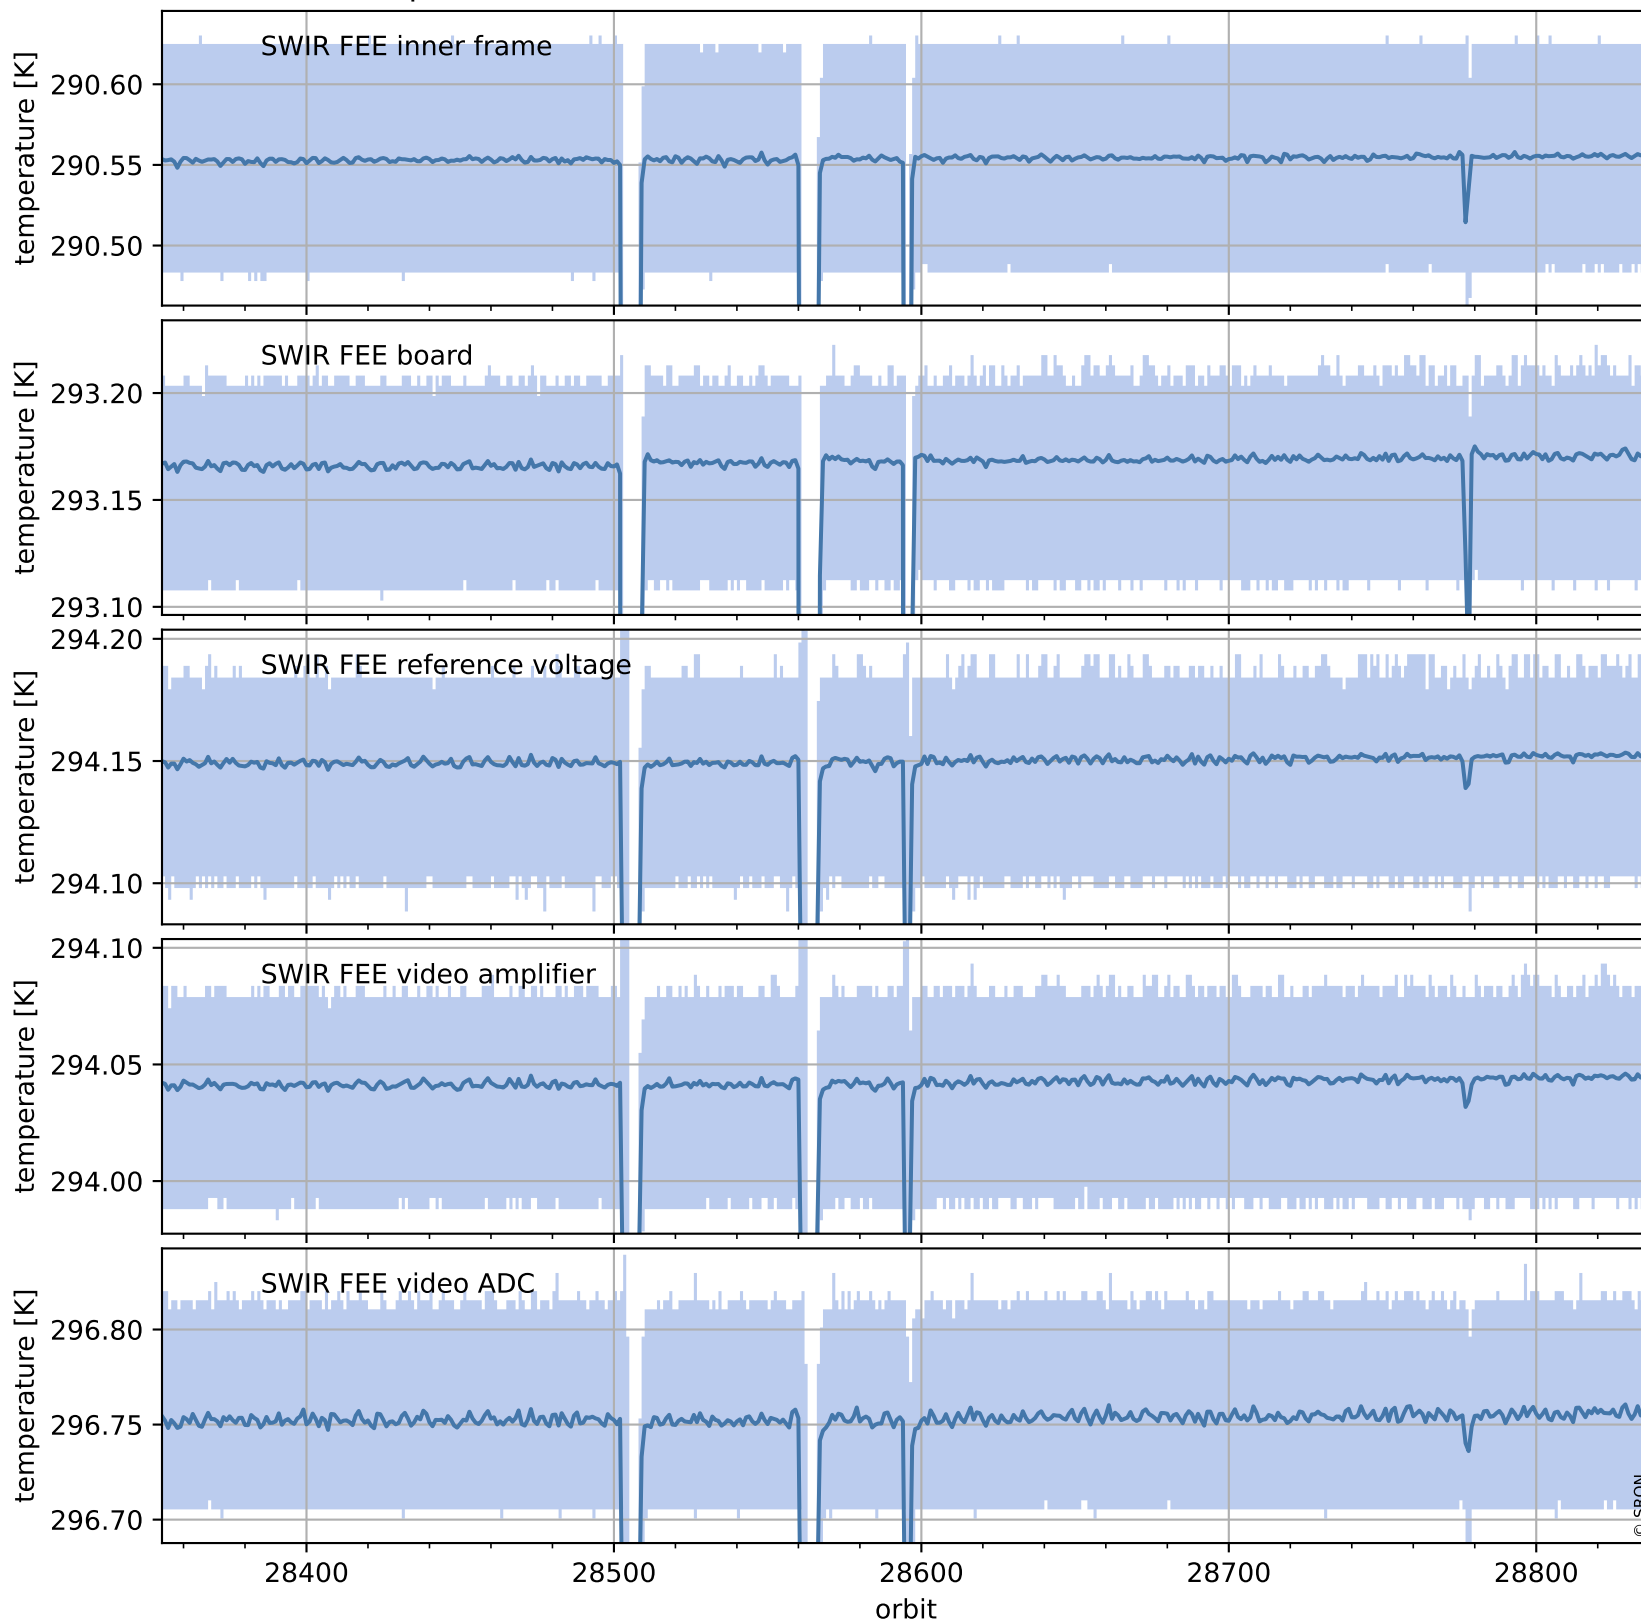 SWIR FEE inner frame
temperature [K]
290.60
290.55
290.50
SWIR FEE board
temperature [K]
293.20
293.15
293.10
SWIR FEE reference voltage
temperature [K]
294.20
294.15
294.10
SWIR FEE video amplifier
temperature [K]
294.10
294.05
294.00
SWIR FEE video ADC
temperature [K]
296.80
296.75
296.70
28400 28500 28600 28700 28800
orbit
© SRON